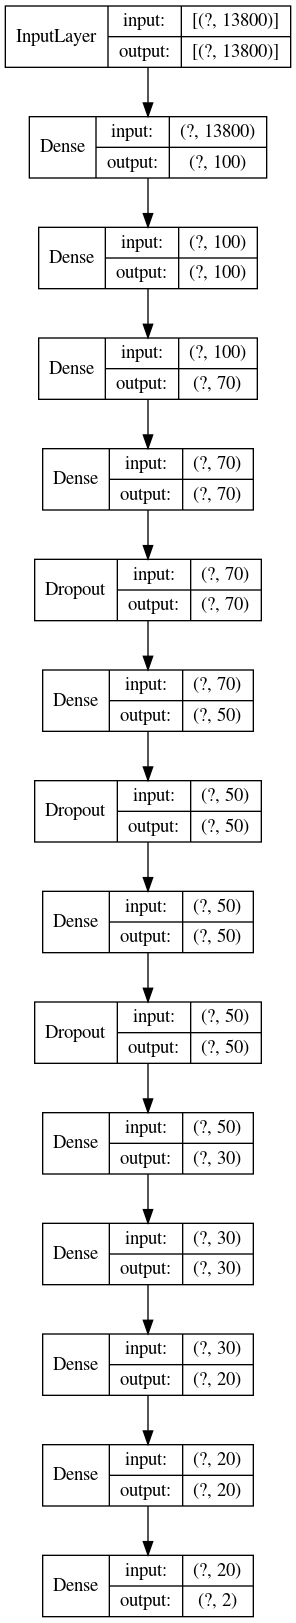 InputLayer
input:
[(?, 13800)]
output:
[(?, 13800)]
Dense
input:
(?, 13800)
output:
(?, 100)
Dense
input:
(?, 100)
output:
(?, 100)
Dense
input:
(?, 100)
output:
(?, 70)
Dense
input:
(?, 70)
output:
(?, 70)
Dropout
input:
(?, 70)
output:
(?, 70)
Dense
input:
(?, 70)
output:
(?, 50)
Dropout
input:
(?, 50)
output:
(?, 50)
Dense
input:
(?, 50)
output:
(?, 50)
Dropout
input:
(?, 50)
output:
(?, 50)
Dense
input:
(?, 50)
output:
(?, 30)
Dense
input:
(?, 30)
output:
(?, 30)
Dense
input:
(?, 30)
output:
(?, 20)
Dense
input:
(?, 20)
output:
(?, 20)
Dense
input:
(?, 20)
output:
(?, 2)